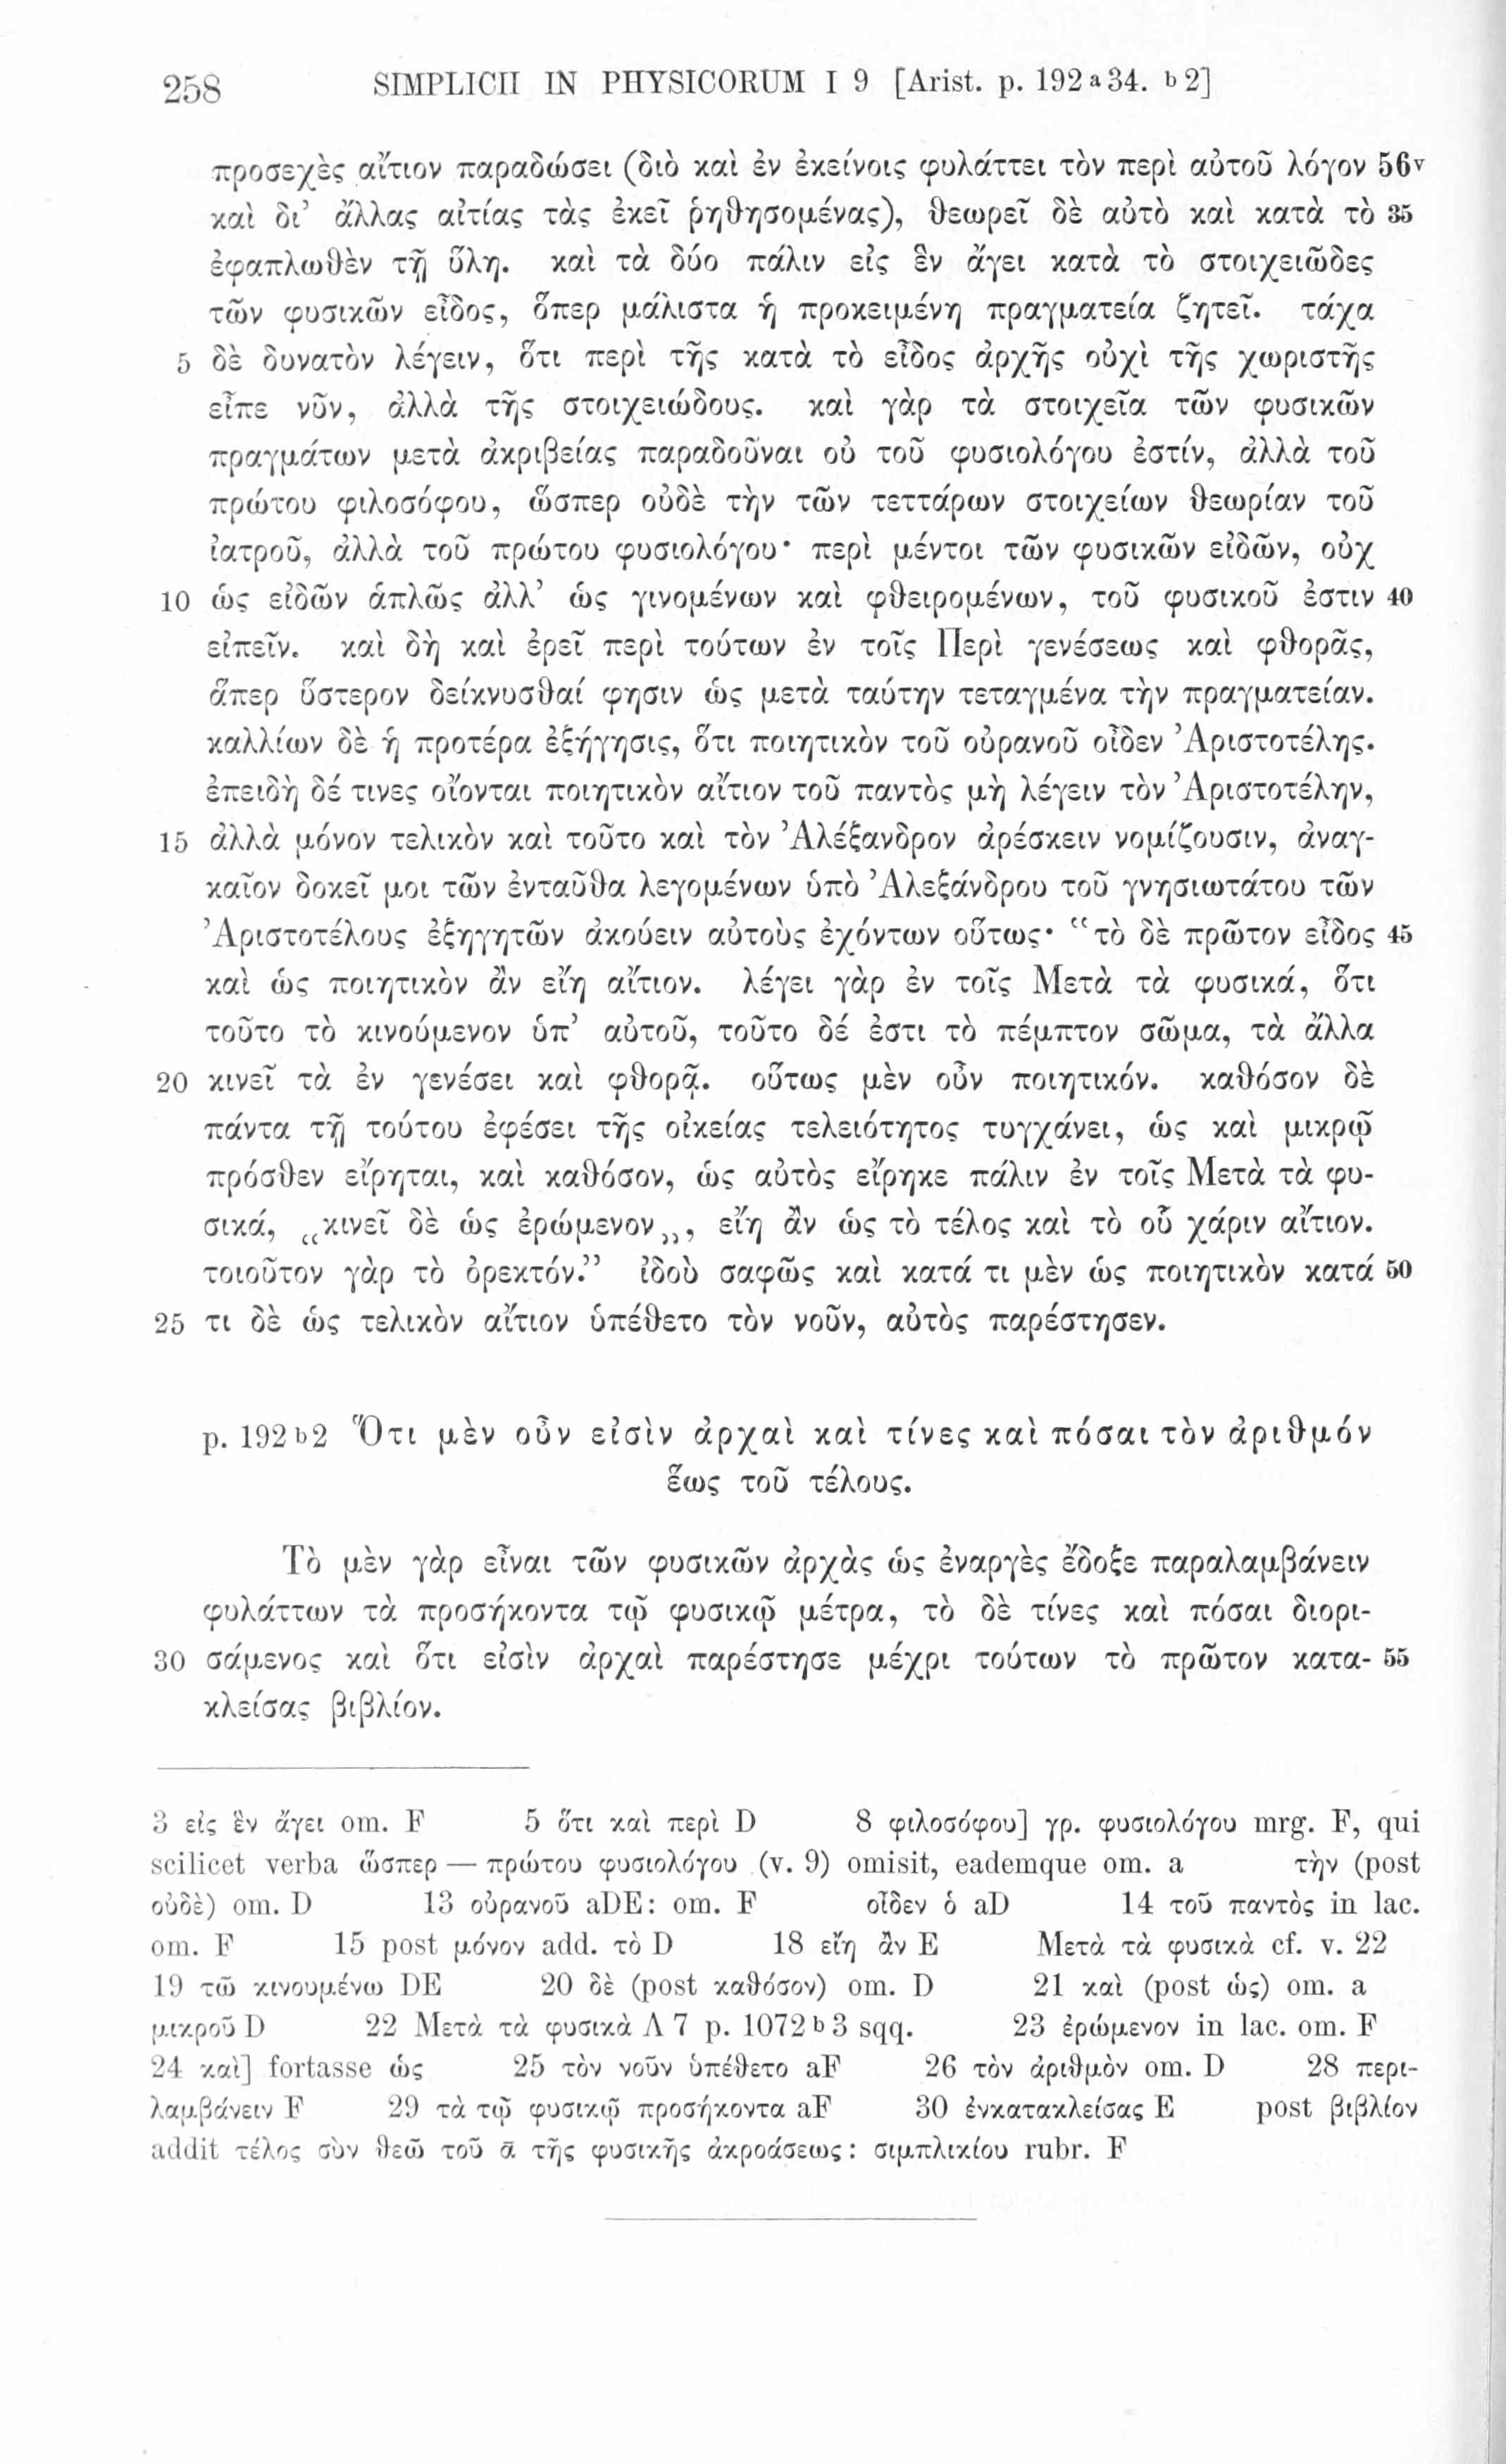 258 SIMPLICII IN PHYSICORUM I 9 [Arist. p. 192 a 34. b 2]
προσεχὲς αἴτιον παραδώσει (διὸ καὶ ἐν ἐκείνοις φυλάττει τὸν περὶ αὐτοῦ λόγον 56v
καὶ δι’ ἄλλας αἰτίας τὰς ἐκεῖ ῥηθησομένας), θεωρεῖ δὲ αὐτὸ καὶ κατὰ τὸ 35
ἐφαπλωθὲν τῇ ὕλῃ. καὶ τὰ δύο πάλιν εἰς ἓν ἄγει κατὰ τὸ στοιχειῶδες
τῶν φυσικῶν εἶδος, ὅπερ μάλιστα ἡ προκειμένη πραγματεία ζητεῖ. τάχα
5 δὲ δυνατὸν λέγειν, ὅτι περὶ τῆς κατὰ τὸ εἶδος ἀρχῆς οὐχὶ τῆς χωριστῆς
εἶπε νῦν, ἀλλὰ τῆς στοιχειώδους. καὶ γὰρ τὰ στοιχεῖα τῶν φυσικῶν
πραγμάτων μετὰ ἀκριβείας παραδοῦναι οὐ τοῦ φυσιολόγου ἐστίν, ἀλλὰ τοῦ
πρώτου φιλοσόφου, ὥσπερ οὐδὲ τὴν τῶν τεττάρων στοιχείων θεωρίαν τοῦ
ἰατροῦ, ἀλλὰ τοῦ πρώτου φυσιολόγου· περὶ μέντοι τῶν φυσικῶν εἰδῶν, οὐχ
10 ὡς εἰδῶν ἁπλῶς ἀλλ’ ὡς γινομένων καὶ φθειρομένων, τοῦ φυσικοῦ ἐστιν 40
εἰπεῖν. καὶ δὴ καὶ ἐρεῖ περὶ τούτων ἐν τοῖς Περὶ γενέσεως καὶ φθορᾶς,
ἅπερ ὕστερον δείκνυσθαί φησιν ὡς μετὰ ταύτην τεταγμένα τὴν πραγματείαν.
καλλίων δὲ ἡ προτέρα ἐξήγησις, ὅτι ποιητικὸν τοῦ οὐρανοῦ οἶδεν Ἀριστοτέλης.
ἐπειδὴ δέ τινες οἴονται ποιητικὸν αἴτιον τοῦ παντὸς μὴ λέγειν τὸν Ἀριστοτέλην,
15 ἀλλὰ μόνον τελικὸν καὶ τοῦτο καὶ τὸν Ἀλέξανδρον ἀρέσκειν νομίζουσιν, ἀναγ-
καῖον δοκεῖ μοι τῶν ἐνταῦθα λεγομένων ὑπὸ Ἀλεξάνδρου τοῦ γνησιωτάτου τῶν
Ἀριστοτέλους ἐξηγητῶν ἀκούειν αὐτοὺς ἐχόντων οὕτως· “τὸ δὲ πρῶτον εἶδος 45
καὶ ὡς ποιητικὸν ἂν εἴη αἴτιον. λέγει γὰρ ἐν τοῖς Μετὰ τὰ φυσικά, ὅτι
τοῦτο τὸ κινούμενον ὑπ’ αὐτοῦ, τοῦτο δέ ἐστι τὸ πέμπτον σῶμα, τὰ ἄλλα
20 κινεῖ τὰ ἐν γενέσει καὶ φθορᾷ. οὕτως μὲν οὖν ποιητικόν. καθόσον δὲ
πάντα τῇ τούτου ἐφέσει τῆς οἰκείας τελειότητος τυγχάνει, ὡς καὶ μικρῷ
πρόσθεν εἴρηται, καὶ καθόσον, ὡς αὐτὸς εἴρηκε πάλιν ἐν τοῖς Μετὰ τὰ φυ-
σικά, „κινεῖ δὲ ὡς ἐρώμενον„, εἴη ἂν ὡς τὸ τέλος καὶ τὸ οὗ χάριν αἴτιον.
τοιοῦτον γὰρ τὸ ὀρεκτόν.” ἰδοὺ σαφῶς καὶ κατά τι μὲν ὡς ποιητικὸν κατά 50
25 τι δὲ ὡς τελικὸν αἴτιον ὑπέθετο τὸν νοῦν, αὐτὸς παρέστησεν.
p. 192 b 2 Ὅτι μὲν οὖν εἰσὶν ἀρχαὶ καὶ τίνες καὶ πόσαι τὸν ἀριθμόν
ἕως τοῦ τέλους.
Τὸ μὲν γὰρ εἶναι τῶν φυσικῶν ἀρχὰς ὡς ἐναργὲς ἔδοξε παραλαμβάνειν
φυλάττων τὰ προσήκοντα τῷ φυσικῷ μέτρα, τὸ δὲ τίνες καὶ πόσαι διορι-
30 σάμενος καὶ ὅτι εἰσὶν ἀρχαὶ παρέστησε μέχρι τούτων τὸ πρῶτον κατα- 55
κλείσας βιβλίον.
3 εἰς ἓν ἄγει om. F 5 ὅτι καὶ περὶ D 8 φιλοσόφου] γρ. φυσιολόγου mrg. F, qui
scilicet verba ὥσπερ — πρώτου φυσιολόγου (v. 9) omisit, eademque om. a τὴν (post
οὐδὲ) om. D 13 οὐρανοῦ aDE: om. F οἶδεν ὁ aD 14 τοῦ παντὸς in lac.
om. F 15 post μόνον add. τὸ D 18 εἴη ἂν E Μετὰ τὰ φυσικὰ cf. v. 22
19 τῶ κινουμένω DE 20 δὲ (post καθόσον) om. D 21 καὶ (post ὡς) om. a
μικροῦ D 22 Μετὰ τὰ φυσικὰ Λ 7 p. 1072 b 3 sqq. 23 ἐρώμενον in lac. om. F
24 καὶ] fortasse ὡς 25 τὸν νοῦν ὑπέθετο aF 26 τὸν ἀριθμὸν om. D 28 περι-
λαμβάνειν F 29 τὰ τῷ φυσικῷ προσήκοντα aF 30 ἐνκατακλείσας E post βιβλίον
addit τέλος σὺν θεῶ τοῦ ᾱ τῆς φυσικῆς ἀκροάσεως: σιμπλικίου rubr. F